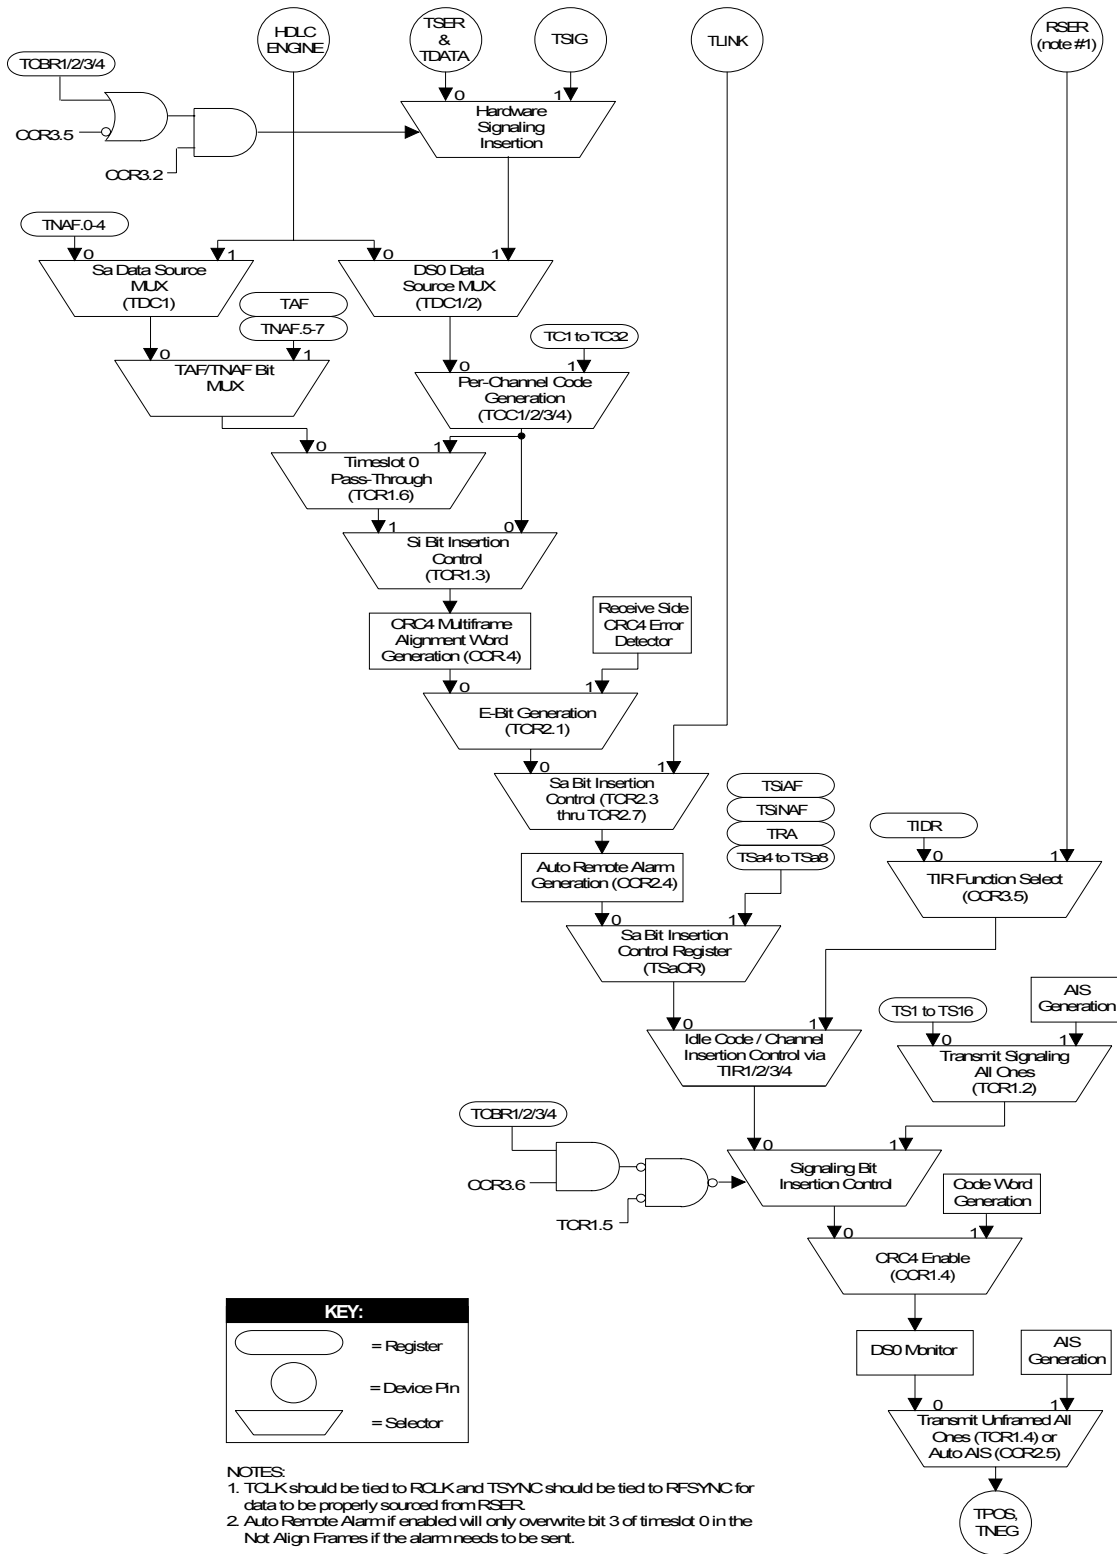 HDLC
ENGINE
TSER
&
TDATA
TSIG
TLINK
RSER
(note #1)
TCBR1/2/3/4
CCR3.5
CCR3.2
0
1
Hardware
Signaling
Insertion
TNAF.0-4
0
1
Sa Data Source
MUX
(TDC1)
0
1
DS0 Data
Source MUX
(TDC1/2)
TAF
TNAF.5-7
0
1
TAF/TNAF Bit
MUX
TC1 to TC32
0
1
Per-Channel Code
Generation
(TCC1/2/3/4)
0
1
Timeslot 0
Pass-Through
(TCR1.6)
1
0
Si Bit Insertion
Control
(TCR1.3)
CRC4 Multiframe
Alignment Word
Generation (CCR.4)
Receive Side
CRC4 Error
Detector
0
1
E-Bit Generation
(TCR2.1)
0
1
Sa Bit Insertion
Control (TCR2.3
thru TCR2.7)
TSiAF
TSiNAF
TRA
TSa4 to TSa8
Auto Remote Alarm
Generation (CCR2.4)
0
1
Sa Bit Insertion
Control Register
(TSaCR)
TIDR
0
1
TIR Function Select
(CCR3.5)
0
1
Idle Code / Channel
Insertion Control via
TIR1/2/3/4
TS1 to TS16
AIS
Generation
0
1
Transmit Signaling
All Ones
(TCR1.2)
TCBR1/2/3/4
CCR3.6
TCR1.5
0
1
Signaling Bit
Insertion Control
Code Word
Generation
0
1
CRC4 Enable
(CCR1.4)
DS0 Monitor
AIS
Generation
0
1
Transmit Unframed All
Ones (TCR1.4) or
Auto AIS (CCR2.5)
TPOS,
TNEG
KEY:
= Register
= Device Pin
= Selector
NOTES:
1. TCLK should be tied to RCLK and TSYNC should be tied to RFSYNC for
data to be properly sourced from RSER.
2. Auto Remote Alarm if enabled will only overwrite bit 3 of timeslot 0 in the
Not Align Frames if the alarm needs to be sent.